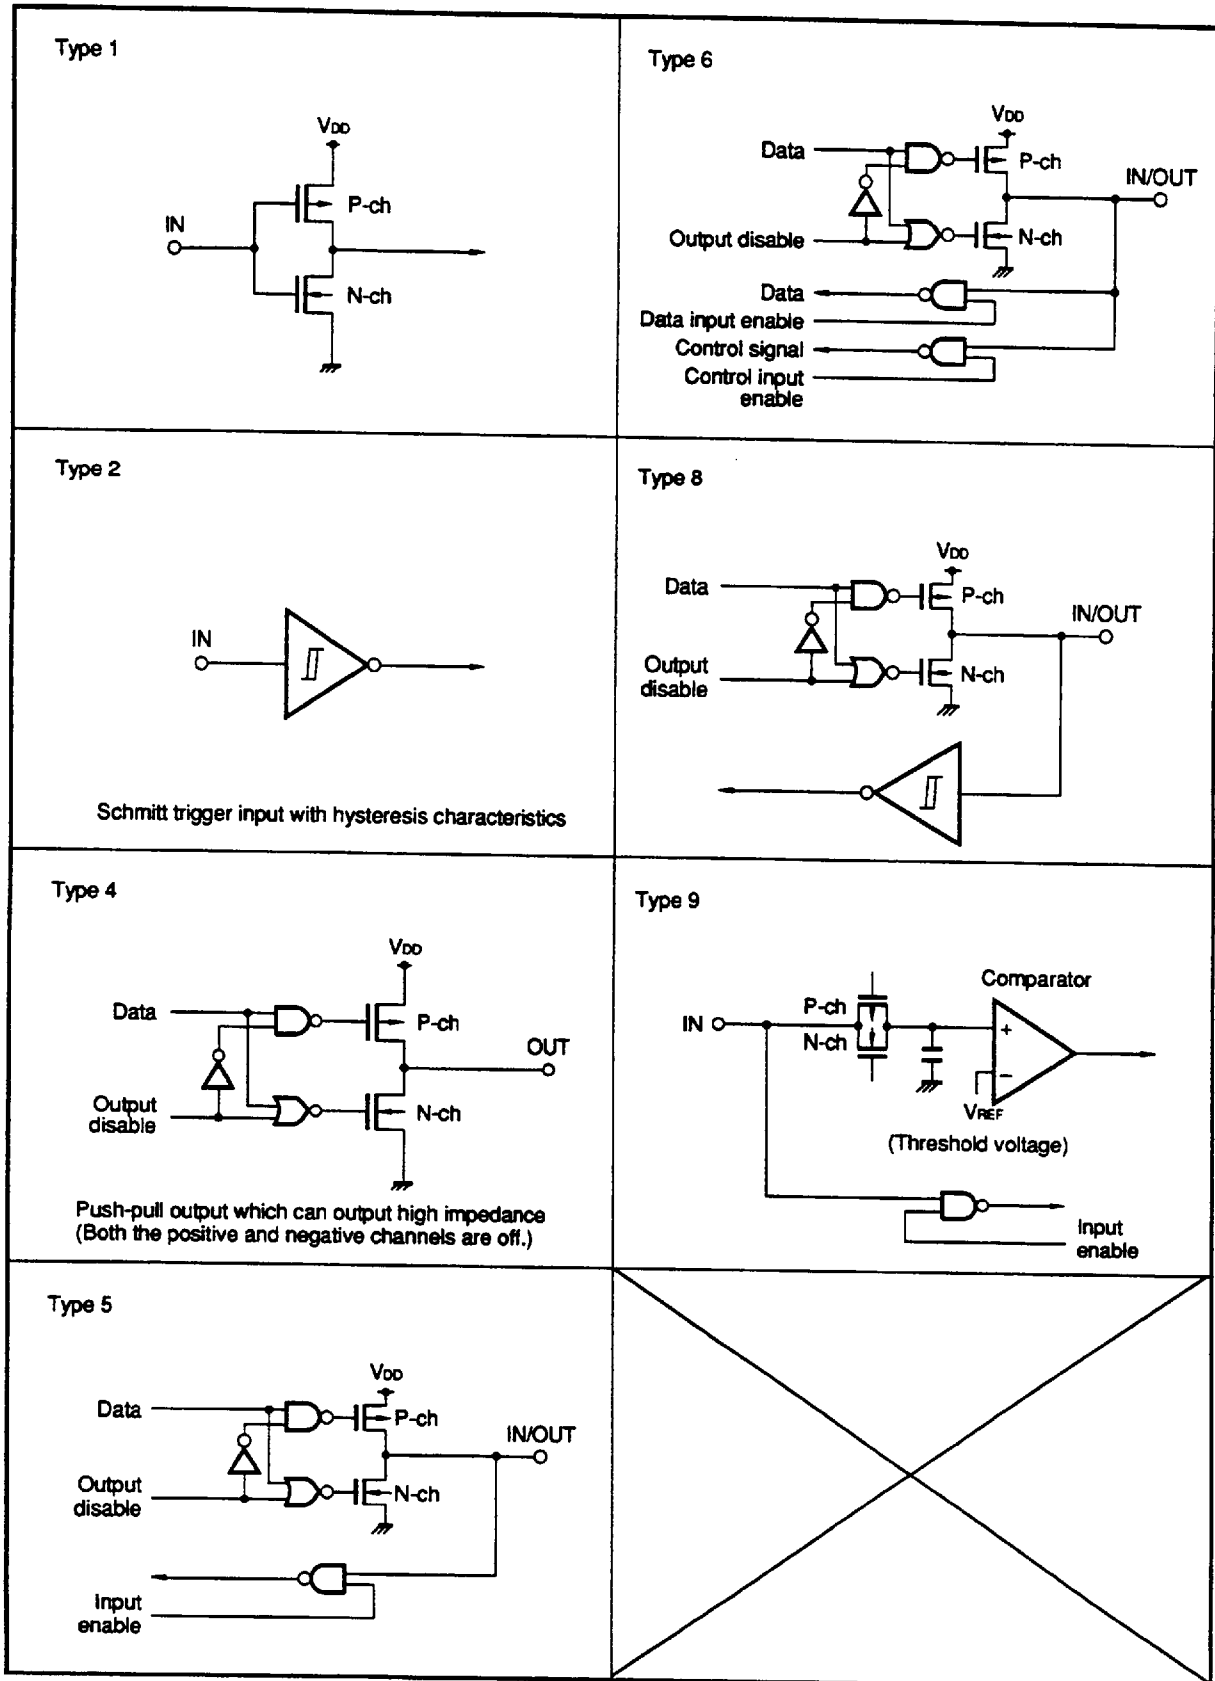 Type 1
VDD
P-ch
IN
N-ch
Type 6
VDD
Data
P-ch
IN/OUT
Output disable
N-ch
Data
Data input enable
Control signal
Control input
enable
Type 2
IN
Schmitt trigger input with hysteresis characteristics
Type 8
VDD
Data
P-ch
IN/OUT
Output
disable
N-ch
Type 4
VDD
Data
P-ch
OUT
Output
disable
N-ch
Push-pull output which can output high impedance
(Both the positive and negative channels are off.)
Type 9
Comparator
P-ch
IN
N-ch
+
−
VREF
(Threshold voltage)
Input
enable
Type 5
VDD
Data
P-ch
IN/OUT
Output
disable
N-ch
Input
enable